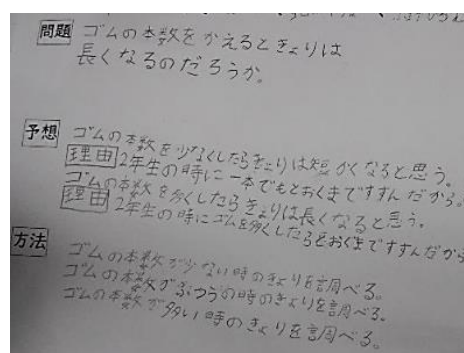 問題 ゴムの本数をかえるときょりは
長くなるのだろうか。
予想 ゴムの本数を少なくしたらきょりは短かくなると思う。
理由 2年生の時に一本でもとおくまですすんだから。
ゴムの本数を多くしたらきょりは長くなると思う。
理由 2年生の時にゴムを多くしたらとおくまですすんだから
方法 ゴムの本数が少ない時のきょりを調べる。
ゴムの本数がふつうの時のきょりを調べる。
ゴムの本数が多い時のきょりを調べる。